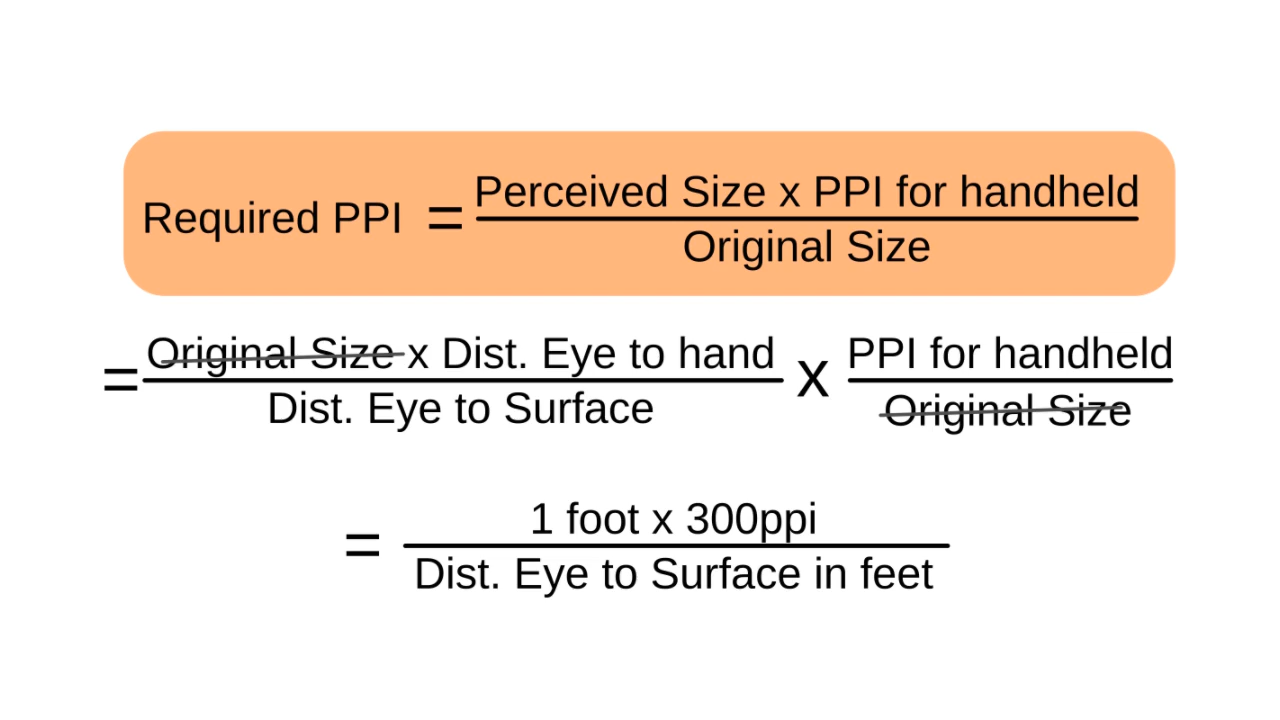 Required PPI = Perceived Size x PPI for handheld
Original Size
= Original Size x Dist. Eye to hand x PPI for handheld
Dist. Eye to Surface Original Size
= 1 foot x 300ppi
Dist. Eye to Surface in feet